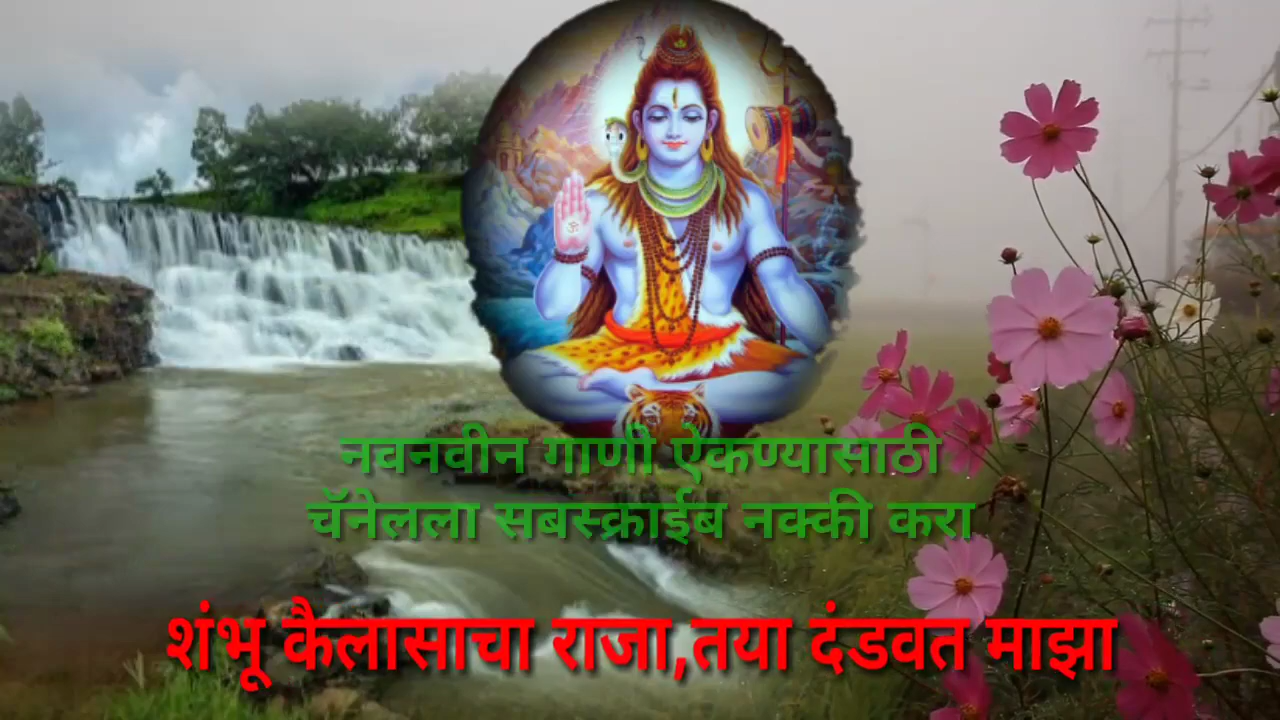 नवनवीन गाणी ऐकण्यासाठी
चॅनेलला सबस्क्राईब नक्की करा
शंभू कैलासाचा राजा,तया दंडवत माझा